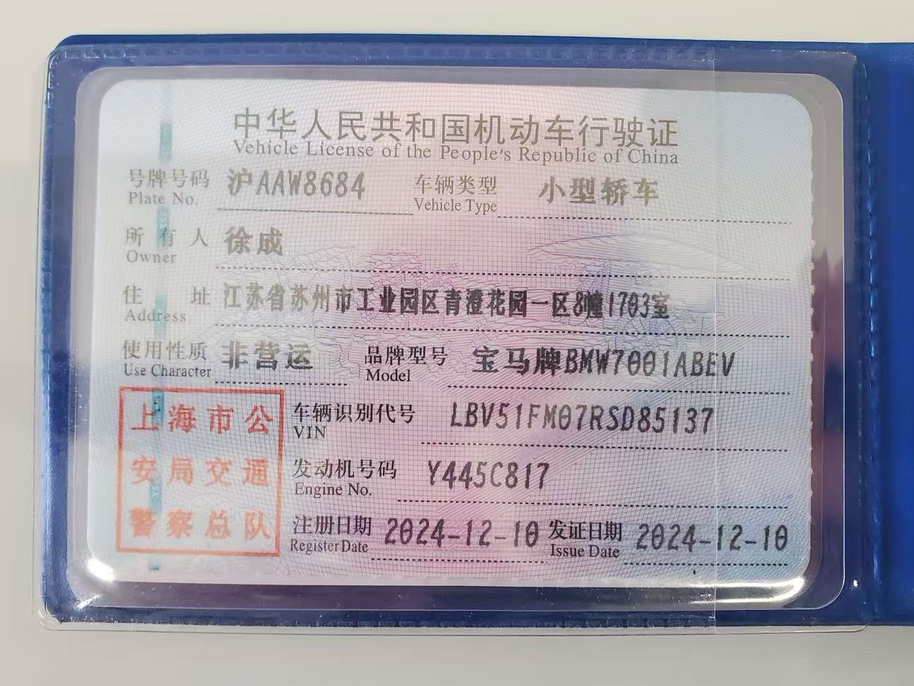 中华人民共和国机动车行驶证
Vehicle License of the People's Republic of China
号牌号码 沪AAW8684 车辆类型 小型轿车
Plate No. Vehicle Type
所有人 徐成
Owner
住址 江苏省苏州市工业园区青澄花园一区8幢1703室
Address
使用性质 非营运 品牌型号 宝马牌BMW7001ABEV
Use Character Model
上海市公
安局交通
警察总队
车辆识别代号 LBV51FM07RSD85137
VIN
发动机号码 Y445C817
Engine No.
注册日期 2024-12-10 发证日期 2024-12-10
Register Date Issue Date